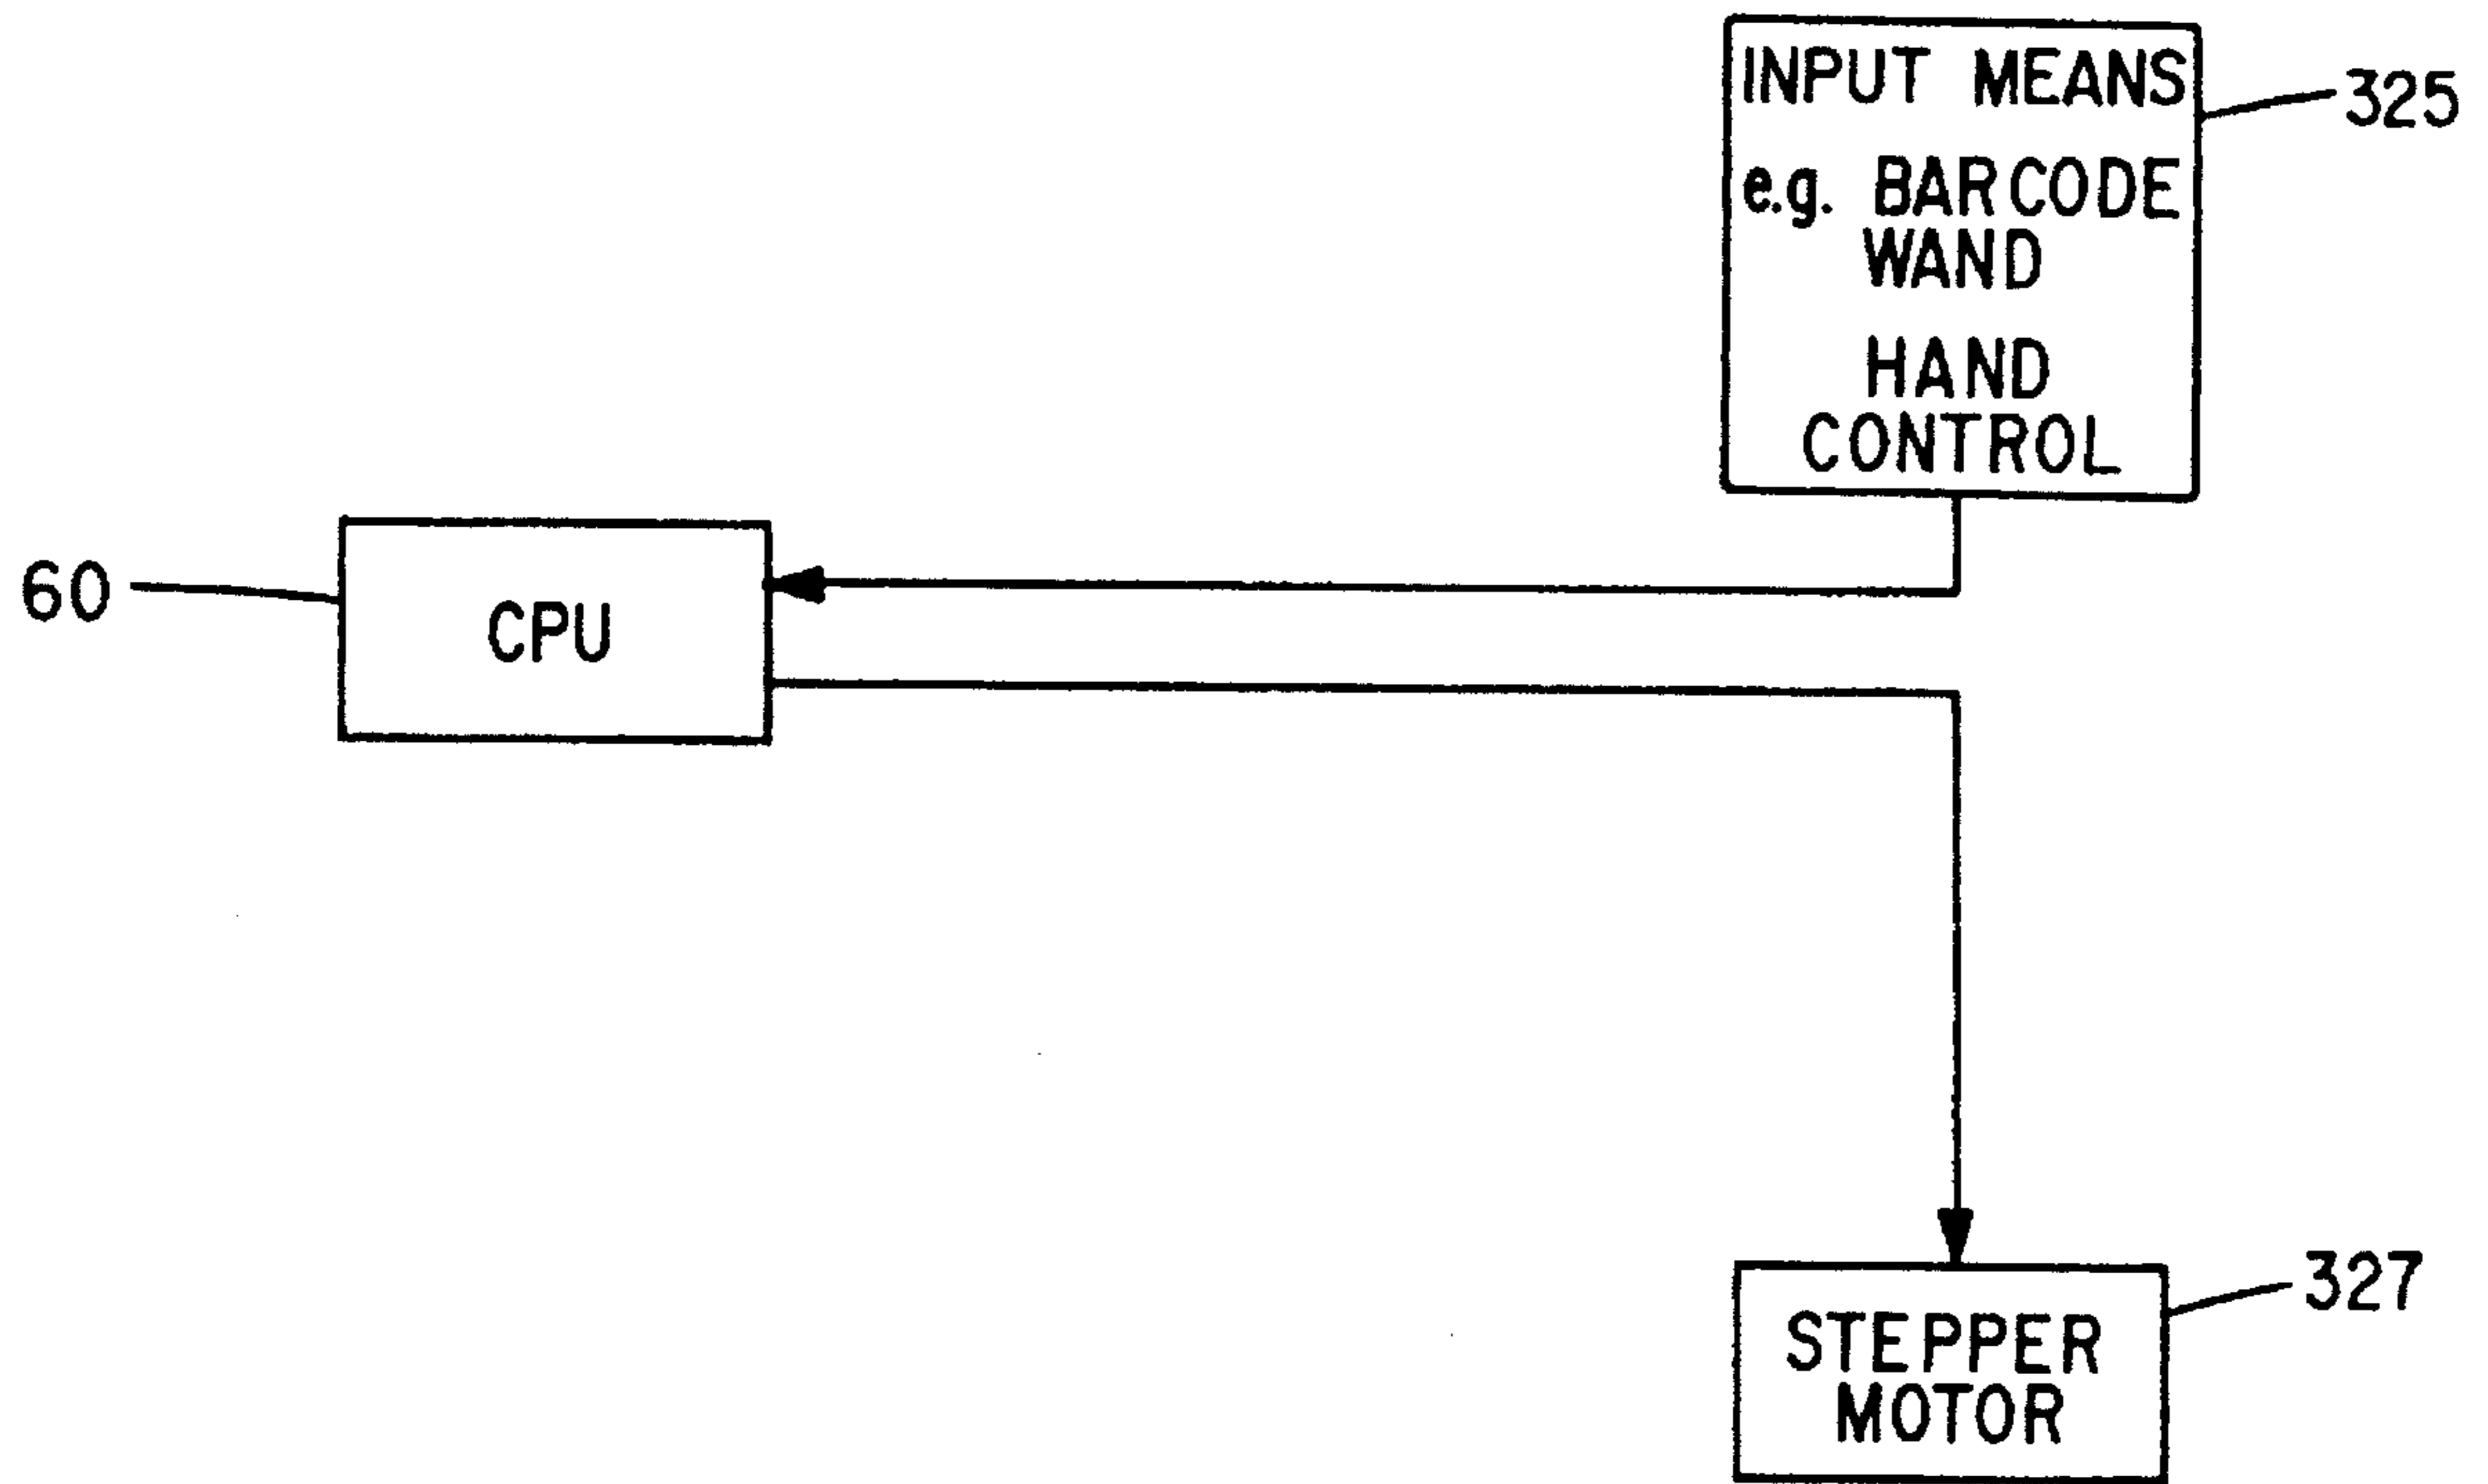 INPUT MEANS
e.g. BARCODE
WAND
HAND
CONTROL
325
60
CPU
STEPPER
MOTOR
327